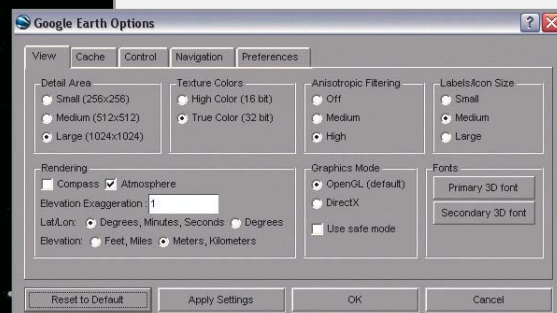 Google Earth Options
View Cache Control Navigation Preferences
Detail Area
Small (256x256)
Medium (512x512)
Large (1024x1024)
Texture Colors
High Color (16 bit)
True Color (32 bit)
Anisotropic Filtering
Off
Medium
High
Labels/Icon Size
Small
Medium
Large
Rendering
Compass Atmosphere
Elevation Exaggeration : 1
Lat/Lon: Degrees, Minutes, Seconds Degrees
Elevation: Feet, Miles Meters, Kilometers
Graphics Mode
OpenGL (default)
DirectX
Use safe mode
Fonts
Primary 3D font
Secondary 3D font
Reset to Default Apply Settings OK Cancel